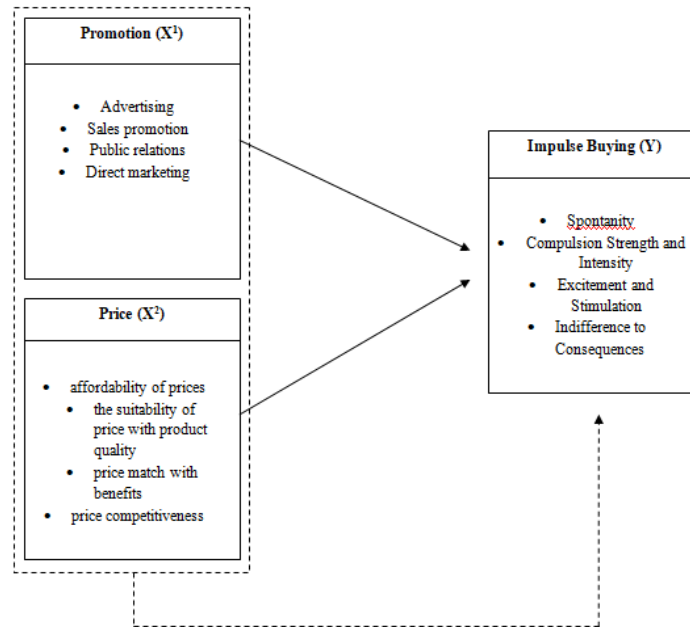 Promotion (X¹)
• Advertising
• Sales promotion
• Public relations
• Direct marketing
Price (X²)
• affordability of prices
• the suitability of
price with product
quality
• price match with
benefits
• price competitiveness
Impulse Buying (Y)
• Spontanity
• Compulsion Strength and
Intensity
• Excitement and
Stimulation
• Indifference to
Consequences